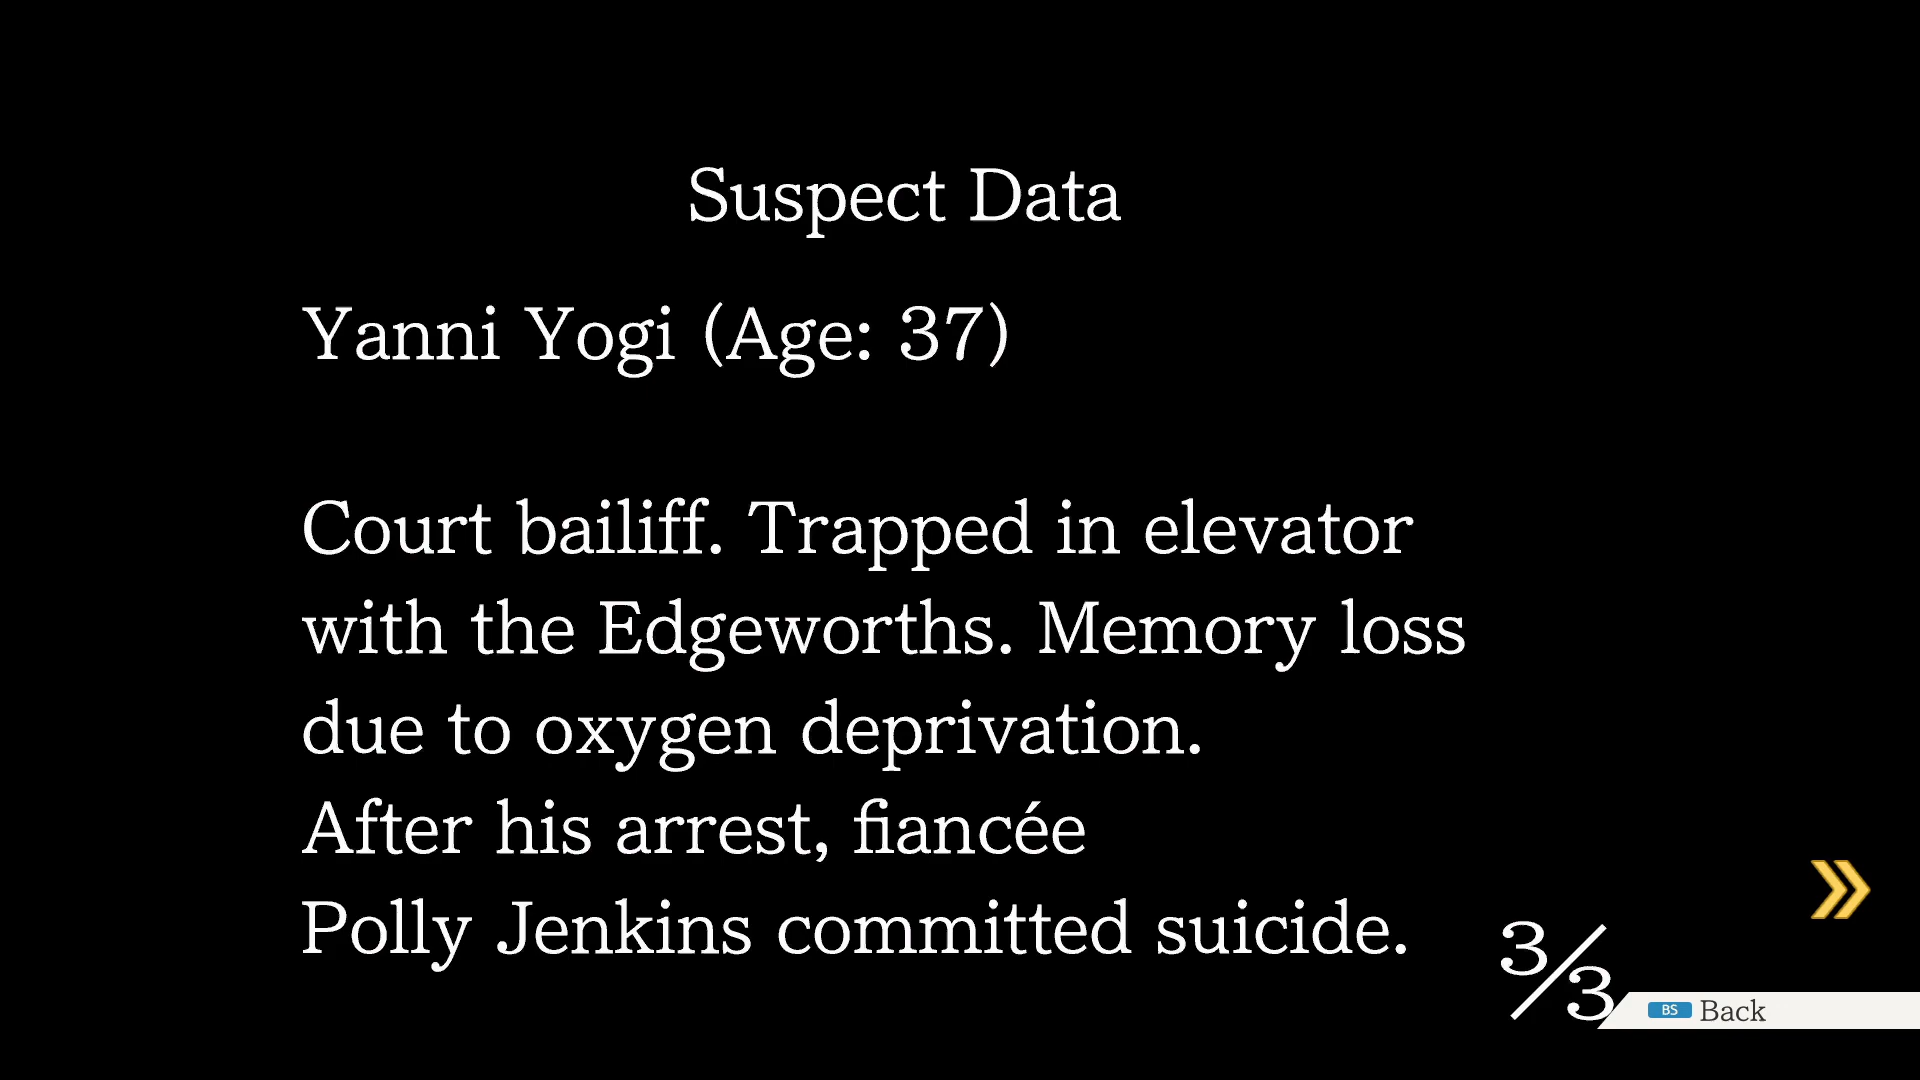 Suspect Data
Yanni Yogi (Age: 37)
Court bailiff. Trapped in elevator
with the Edgeworths. Memory loss
due to oxygen deprivation.
After his arrest, fiancée
Polly Jenkins committed suicide.
3/3
BS Back